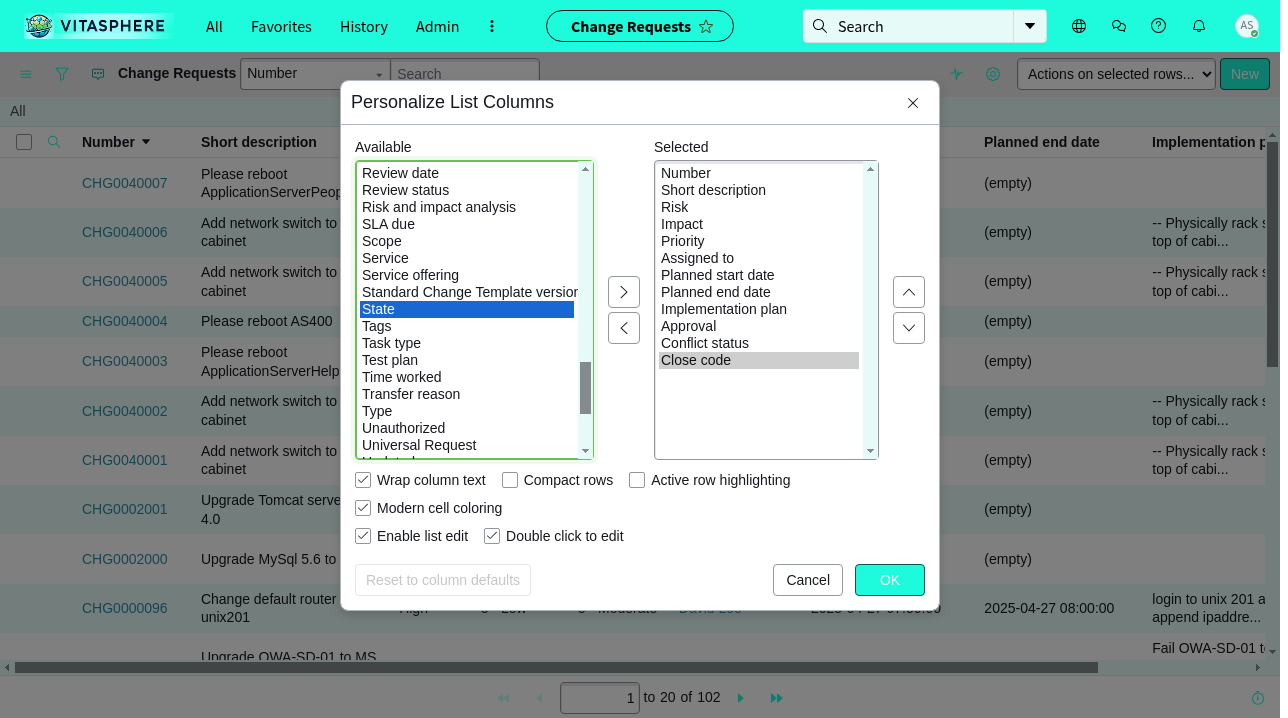 VITASPHERE
All
Favorites
History
Admin
Change Requests
Search
AS
Change Requests
Number
Search
Actions on selected rows...
New
All
Number
Short description
Planned end date
Implementation p
CHG0040007
Please reboot
ApplicationServerPeop
(empty)
CHG0040006
Add network switch to
cabinet
(empty)
-- Physically rack s
top of cabi...
CHG0040005
Add network switch to
cabinet
(empty)
-- Physically rack s
top of cabi...
CHG0040004
Please reboot AS400
(empty)
CHG0040003
Please reboot
ApplicationServerHelp
(empty)
CHG0040002
Add network switch to
cabinet
(empty)
-- Physically rack s
top of cabi...
CHG0040001
Add network switch to
cabinet
(empty)
-- Physically rack s
top of cabi...
CHG0002001
Upgrade Tomcat serve
4.0
(empty)
CHG0002000
Upgrade MySql 5.6 to
(empty)
CHG0000096
Change default router
unix201
2025-04-27 08:00:00
login to unix 201 a
append ipaddre...
Upgrade OWA-SD-01 to MS
Fail OWA-SD-01 t
Personalize List Columns
Available
Review date
Review status
Risk and impact analysis
SLA due
Scope
Service
Service offering
Standard Change Template version
State
Tags
Task type
Test plan
Time worked
Transfer reason
Type
Unauthorized
Universal Request
Selected
Number
Short description
Risk
Impact
Priority
Assigned to
Planned start date
Planned end date
Implementation plan
Approval
Conflict status
Close code
Wrap column text
Compact rows
Active row highlighting
Modern cell coloring
Enable list edit
Double click to edit
Reset to column defaults
Cancel
OK
1
to 20 of 102